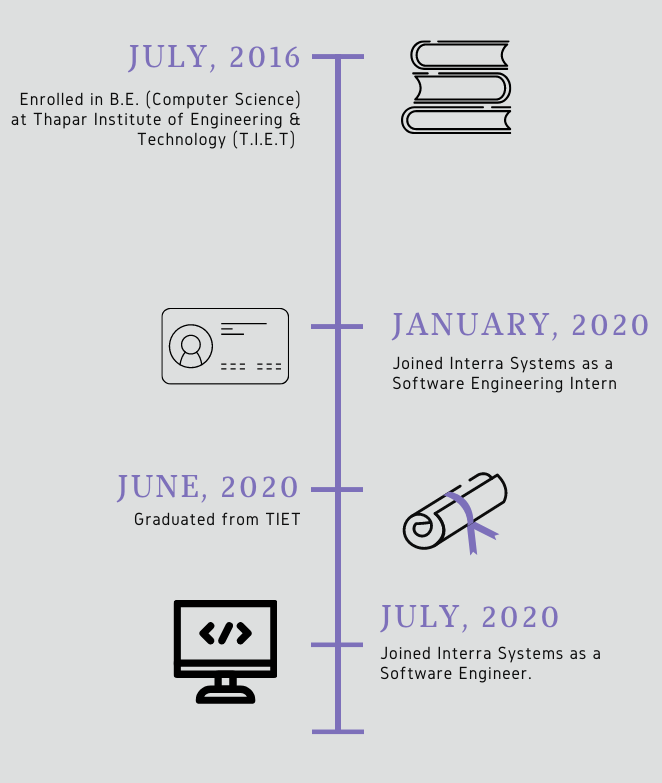 JULY, 2016
Enrolled in B.E. (Computer Science)
at Thapar Institute of Engineering &
Technology (T.I.E.T)
JANUARY, 2020
Joined Interra Systems as a
Software Engineering Intern
JUNE, 2020
Graduated from TIET
</>
JULY, 2020
Joined Interra Systems as a
Software Engineer.